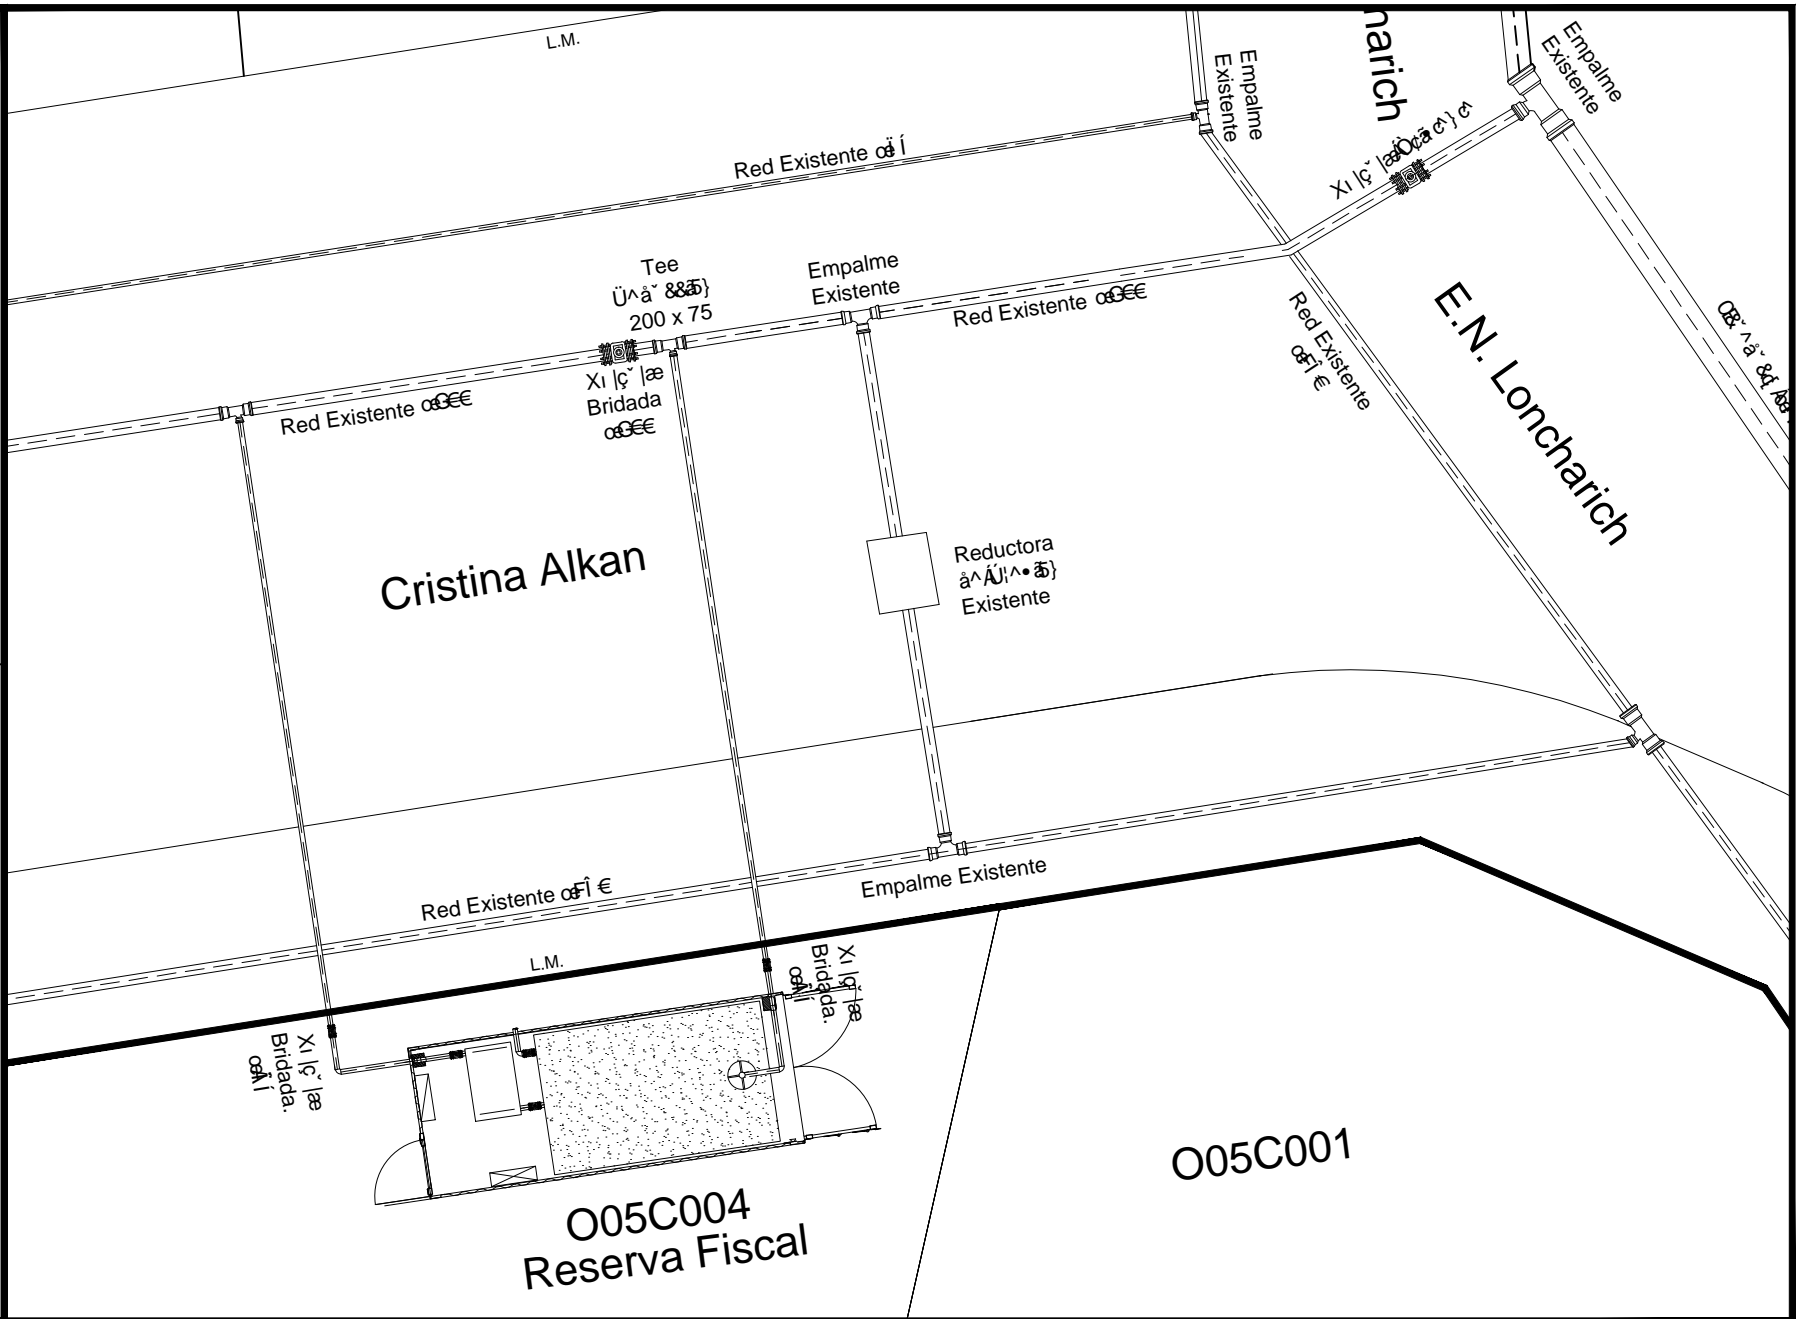 L.M.
Empalme
Existente
narich
Empalme
Existente
Red Existente
Tee
200 x 75
Empalme
Existente
Red Existente
Red Existente
Bridada
Red Existente
E.N. Loncharich
Cristina Alkan
Reductora
Existente
Red Existente
Empalme Existente
L.M.
Bridada.
Bridada.
O05C001
O05C004
Reserva Fiscal